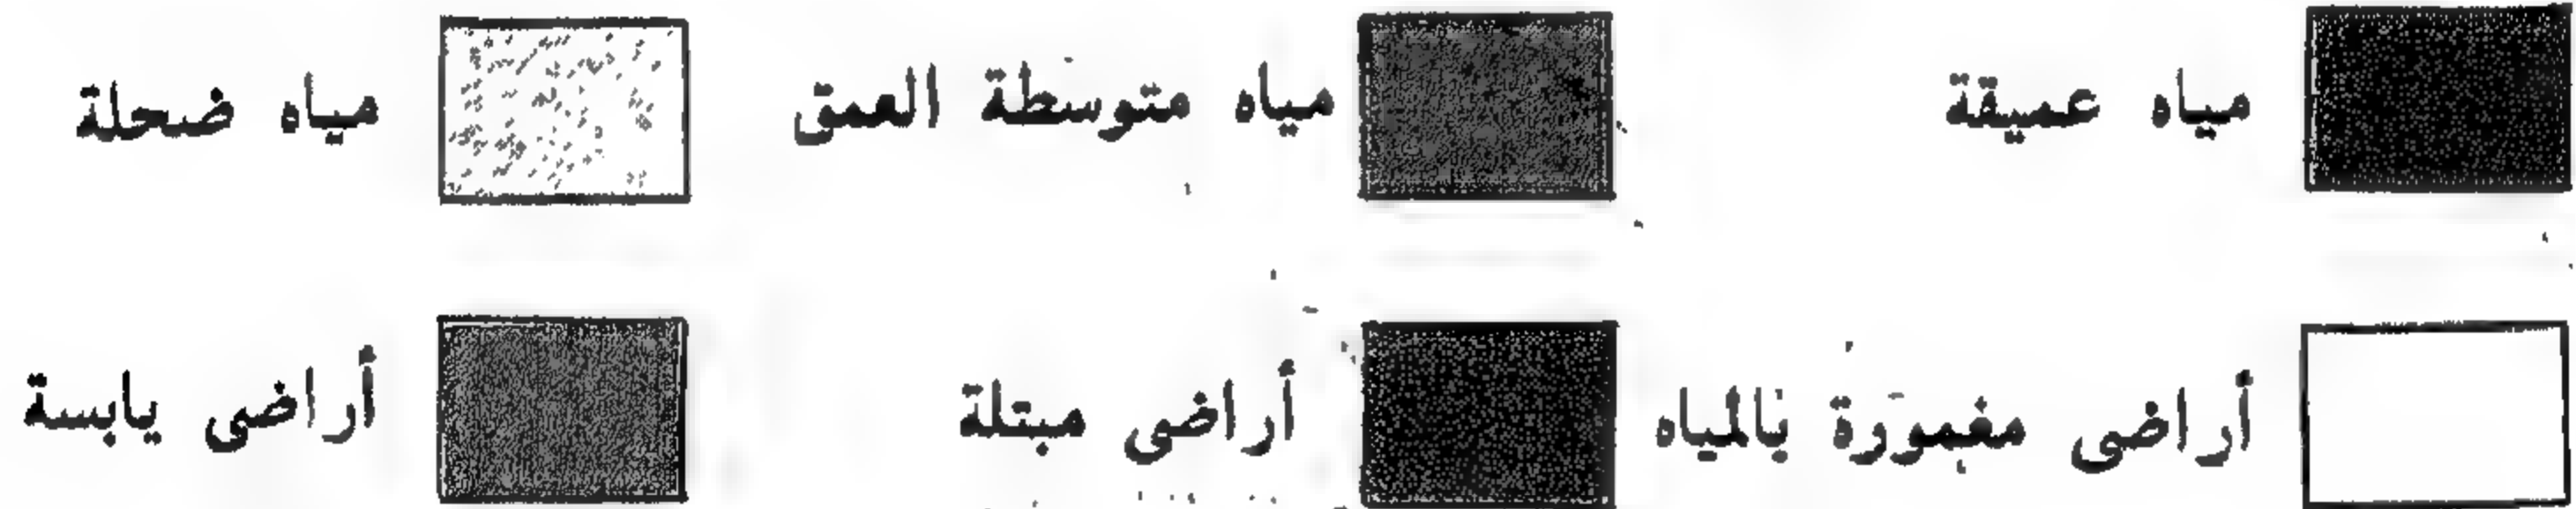 مياه عميقة مياه متوسطة العمق مياه ضحلة
أراضى مغمورة بالمياه أراضى مبتلة أراضى يابسة